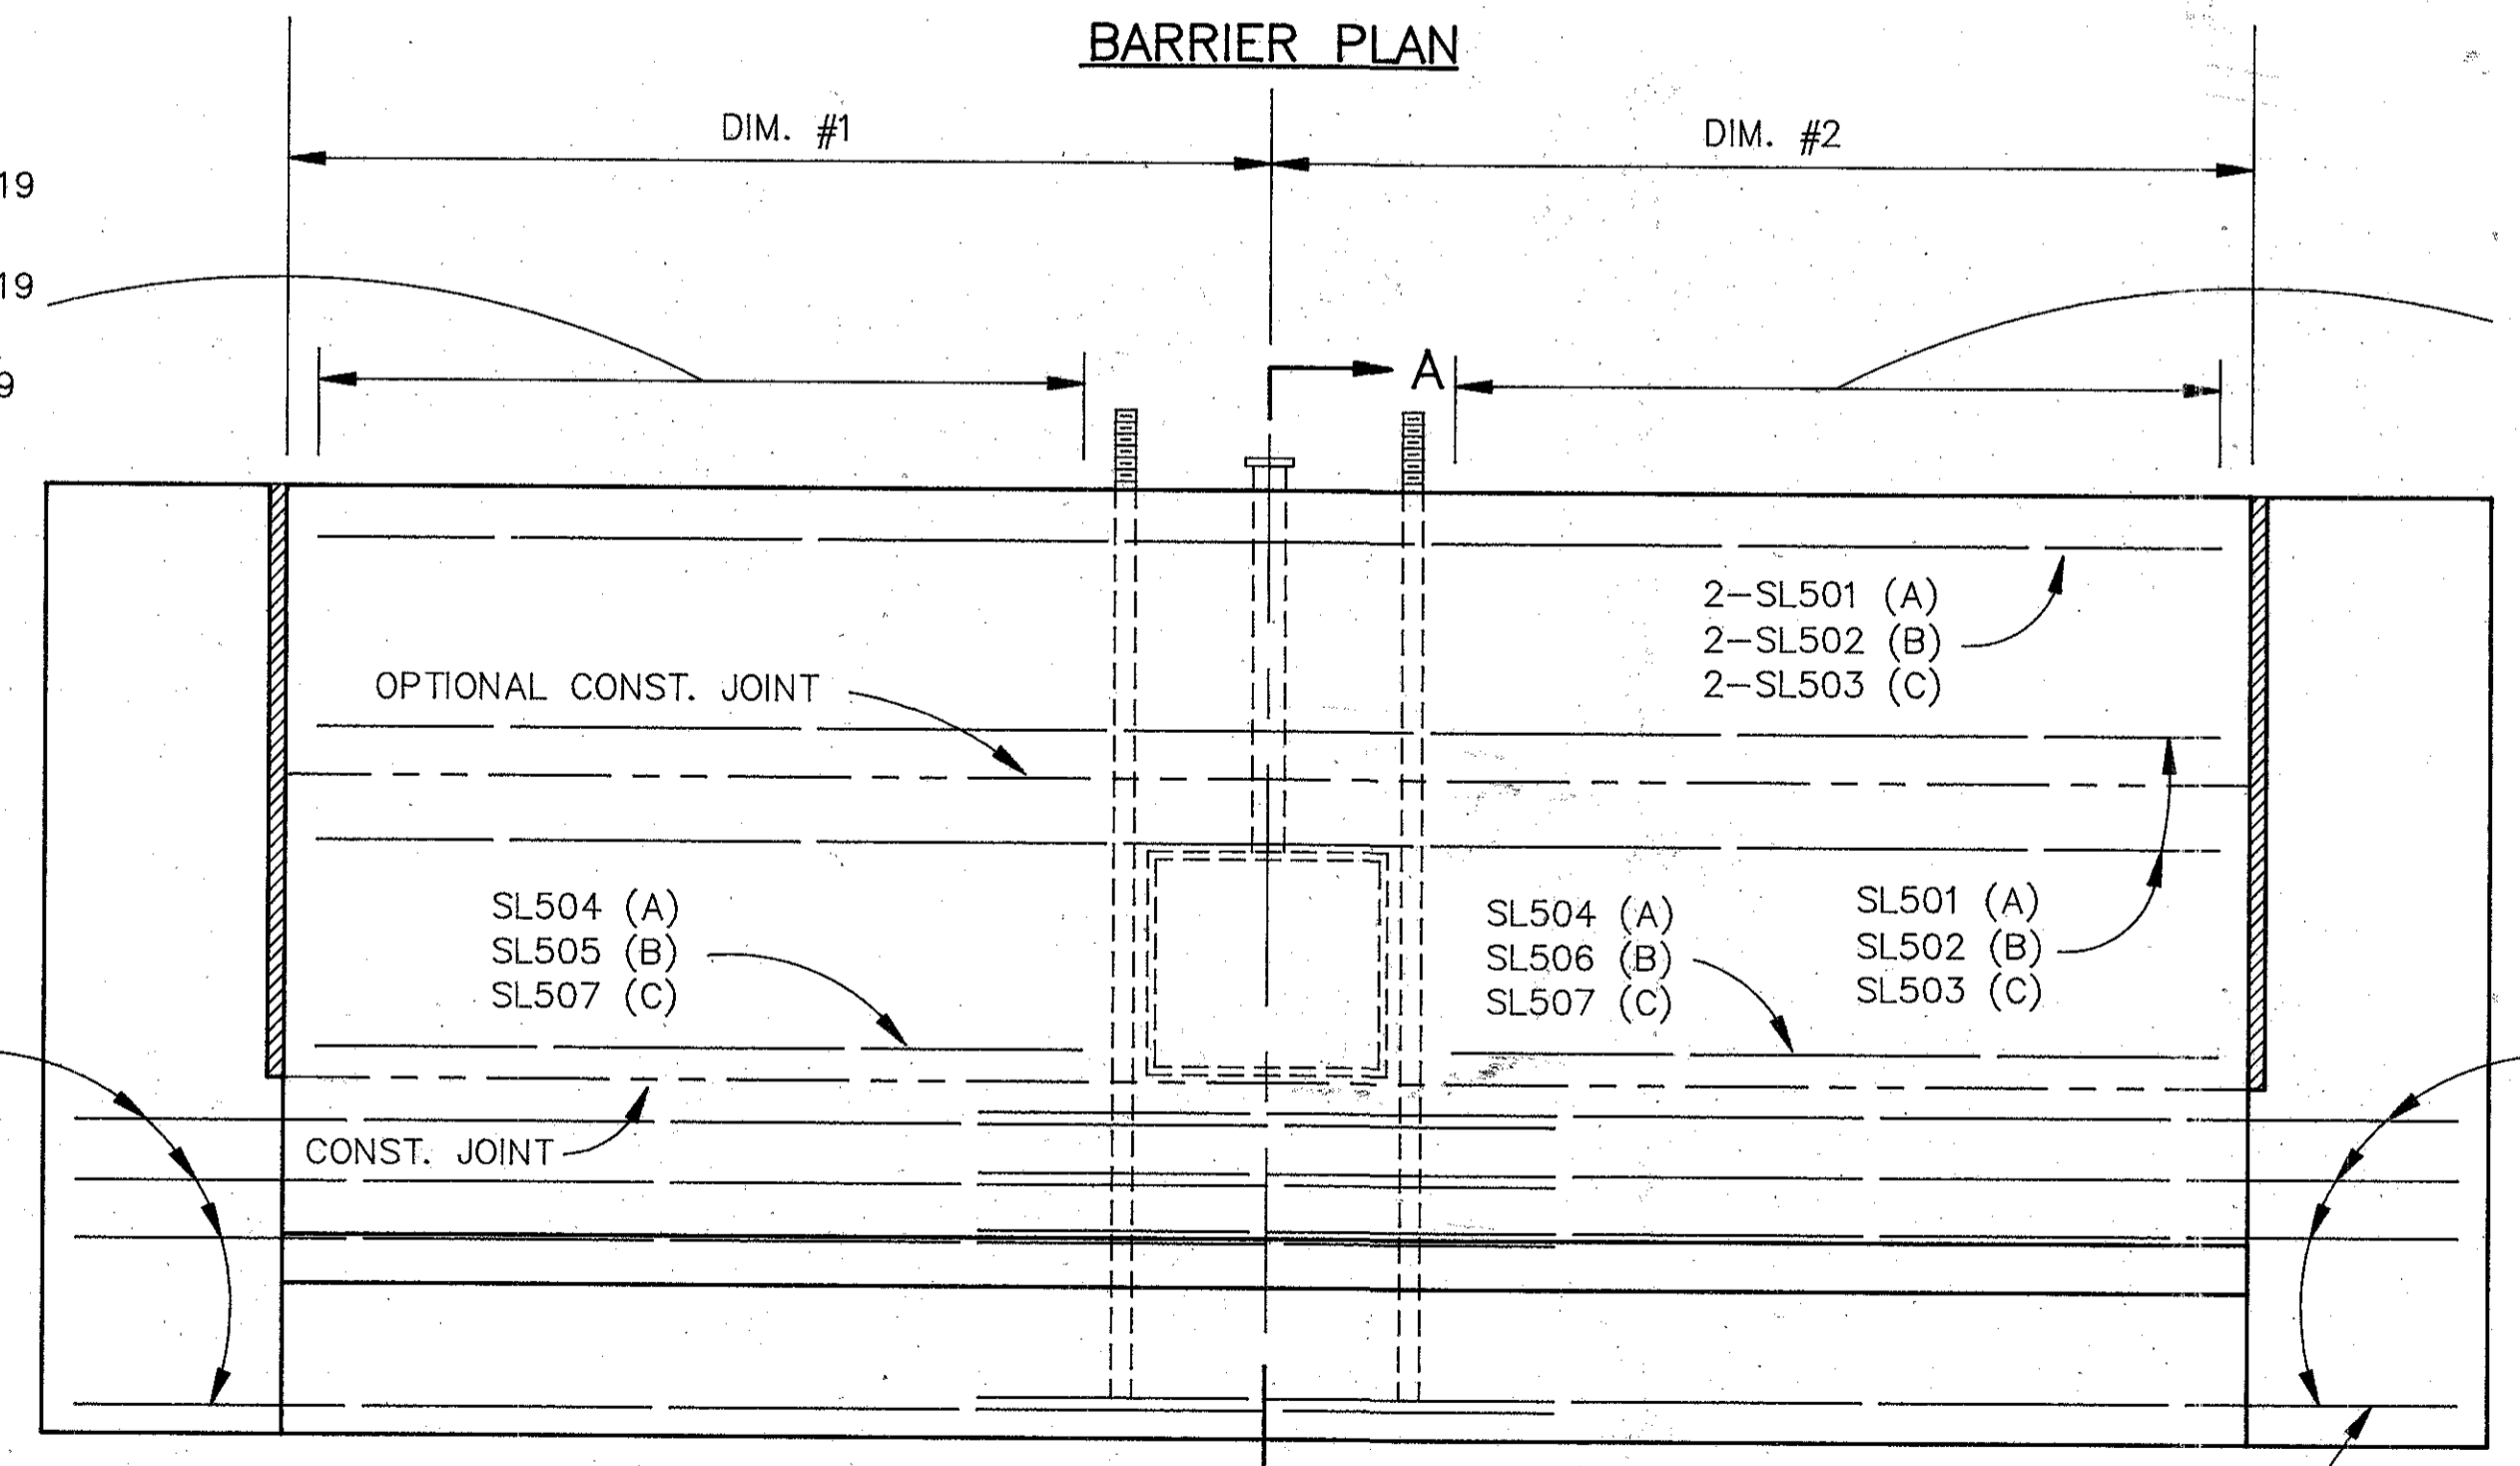 BARRIER PLAN
DIM. #1
DIM. #2
19
19
9
A
2-SL501 (A)
2-SL502 (B)
2-SL503 (C)
OPTIONAL CONST. JOINT
SL504 (A)
SL505 (B)
SL507 (C)
SL504 (A)
SL506 (B)
SL507 (C)
SL501 (A)
SL502 (B)
SL503 (C)
CONST. JOINT